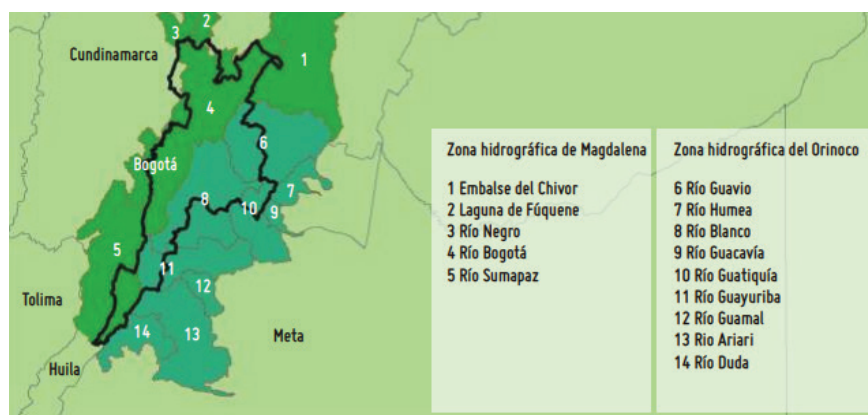 3
2
Cundinamarca
1
4
6
Bogotá
8
7
10
9
5
11
12
Tolima
14
13
Meta
Huila
Zona hidrográfica de Magdalena
1 Embalse del Chivor
2 Laguna de Fúquene
3 Río Negro
4 Río Bogotá
5 Río Sumapaz
Zona hidrográfica del Orinoco
6 Río Guavio
7 Río Humea
8 Río Blanco
9 Río Guacavía
10 Río Guatiquía
11 Río Guayuriba
12 Río Guamal
13 Rio Ariari
14 Río Duda